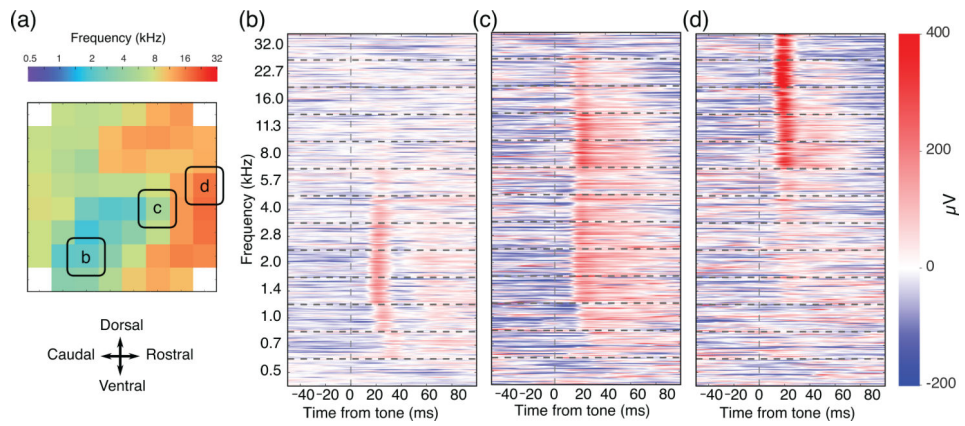 (a)
Frequency (kHz)
0.5 1 2 4 8 16 32
d
c
b
Dorsal
Caudal Rostral
Ventral
(b) (c) (d)
Frequency (kHz)
32.0
22.7
16.0
11.3
8.0
5.7
4.0
2.8
2.0
1.4
1.0
0.7
0.5
-40 -20 0 20 40 60 80
Time from tone (ms)
-40 -20 0 20 40 60 80
Time from tone (ms)
-40 -20 0 20 40 60 80
Time from tone (ms)
400
200
0
-200
μV